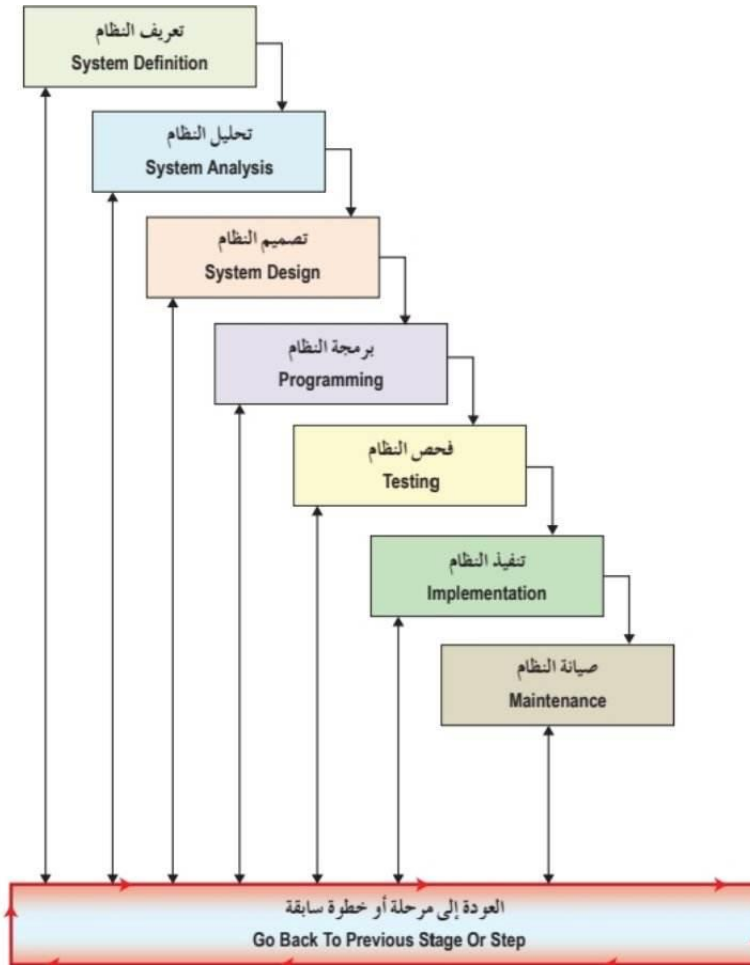 تعريف النظام
System Definition
تحليل النظام
System Analysis
تصميم النظام
System Design
برمجة النظام
Programming
فحص النظام
Testing
تنفيذ النظام
Implementation
صيانة النظام
Maintenance
العودة إلى مرحلة أو خطوة سابقة
Go Back To Previous Stage Or Step